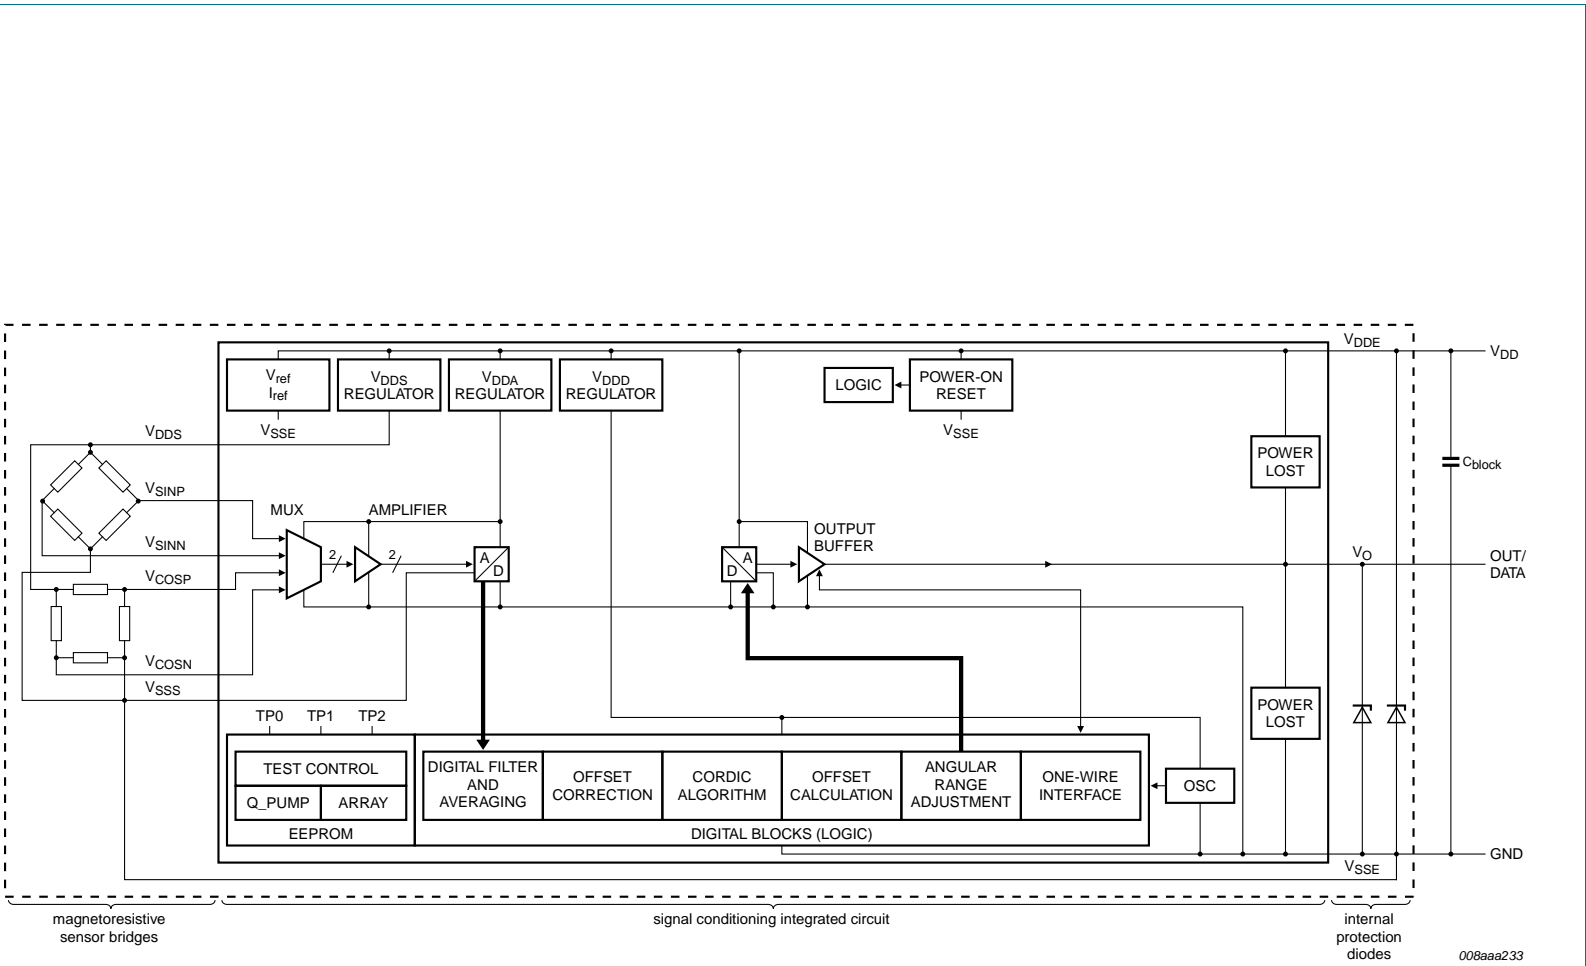 VDDE
VDD
Vref
Iref
VDDS
REGULATOR
VDDA
REGULATOR
VDDD
REGULATOR
LOGIC
POWER-ON
RESET
VSSE
VSSE
VDDS
POWER
LOST
Cblock
VSINP
MUX
AMPLIFIER
OUTPUT
BUFFER
VSINN
2
2
A
D
D
A
VO
OUT/
DATA
VCOSP
VCOSN
VSSS
POWER
LOST
TP0
TP1
TP2
TEST CONTROL
Q_PUMP
ARRAY
EEPROM
DIGITAL FILTER
AND
AVERAGING
OFFSET
CORRECTION
CORDIC
ALGORITHM
OFFSET
CALCULATION
ANGULAR
RANGE
ADJUSTMENT
ONE-WIRE
INTERFACE
OSC
DIGITAL BLOCKS (LOGIC)
GND
VSSE
magnetoresistive
sensor bridges
signal conditioning integrated circuit
internal
protection
diodes
008aaa233